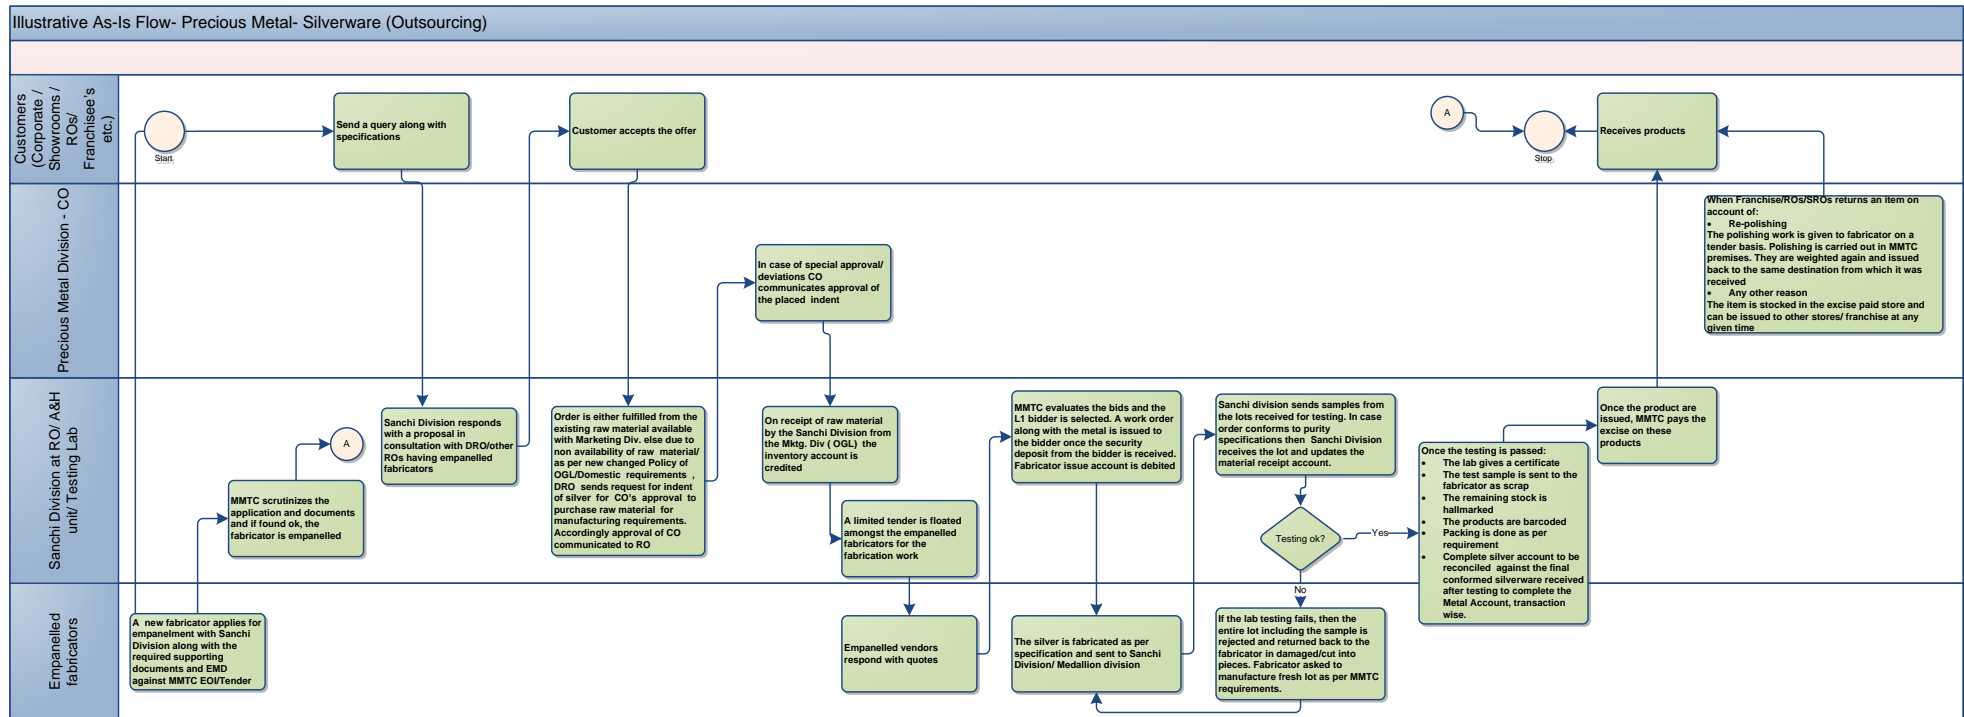 Illustrative As-Is Flow- Precious Metal- Silverware (Outsourcing)
Customers
(Corporate /
Showrooms /
ROs/
Franchisee's
etc.)
Start
Send a query along with
specifications
Customer accepts the offer
A
Stop
Receives products
Precious Metal Division - CO
In case of special approval/
deviations CO
communicates approval of
the placed indent
When Franchise/ROs/SROs returns an item on
account of:
• Re-polishing
The polishing work is given to fabricator on a
tender basis. Polishing is carried out in MMTC
premises. They are weighted again and issued
back to the same destination from which it was
received
• Any other reason
The item is stocked in the excise paid store and
can be issued to other stores/ franchise at any
given time
Sanchi Division at RO/ A&H
unit/ Testing Lab
MMTC scrutinizes the
application and documents
and if found ok, the
fabricator is empanelled
A
Sanchi Division responds
with a proposal in
consultation with DRO/other
ROs having empanelled
fabricators
Order is either fulfilled from the
existing raw material available
with Marketing Div. else due to
non availability of raw material/
as per new changed Policy of
OGL/Domestic requirements ,
DRO sends request for indent
of silver for CO's approval to
purchase raw material for
manufacturing requirements.
Accordingly approval of CO
communicated to RO
On receipt of raw material
by the Sanchi Division from
the Mktg. Div ( OGL) the
inventory account is
credited
A limited tender is floated
amongst the empanelled
fabricators for the
fabrication work
MMTC evaluates the bids and the
L1 bidder is selected. A work order
along with the metal is issued to
the bidder once the security
deposit from the bidder is received.
Fabricator issue account is debited
Sanchi division sends samples from
the lots received for testing. In case
order conforms to purity
specifications then Sanchi Division
receives the lot and updates the
material receipt account.
Testing ok?
Yes
No
Once the testing is passed:
• The lab gives a certificate
• The test sample is sent to the
fabricator as scrap
• The remaining stock is
hallmarked
• The products are barcoded
• Packing is done as per
requirement
• Complete silver account to be
reconciled against the final
conformed silverware received
after testing to complete the
Metal Account, transaction
wise.
Once the product are
issued, MMTC pays the
excise on these
products
Empanelled
fabricators
A new fabricator applies for
empanelment with Sanchi
Division along with the
required supporting
documents and EMD
against MMTC EOI/Tender
Empanelled vendors
respond with quotes
The silver is fabricated as per
specification and sent to Sanchi
Division/ Medallion division
If the lab testing fails, then the
entire lot including the sample is
rejected and returned back to the
fabricator in damaged/cut into
pieces. Fabricator asked to
manufacture fresh lot as per MMTC
requirements.